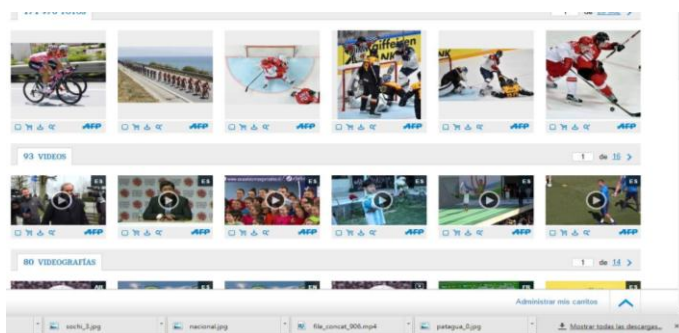 FOTOS
1 de
AFP AFP AFP AFP AFP AFP
93 VIDEOS
1 de 16
ES ES ES ES ES ES
AFP AFP AFP AFP AFP AFP
80 VIDEOGRAFÍAS
1 de 14
Administrar mis carritos
sochi_3.jpg
nacional.jpg
file_concat_906.mp4
patagua_0.jpg
Mostrar todas las descargas...